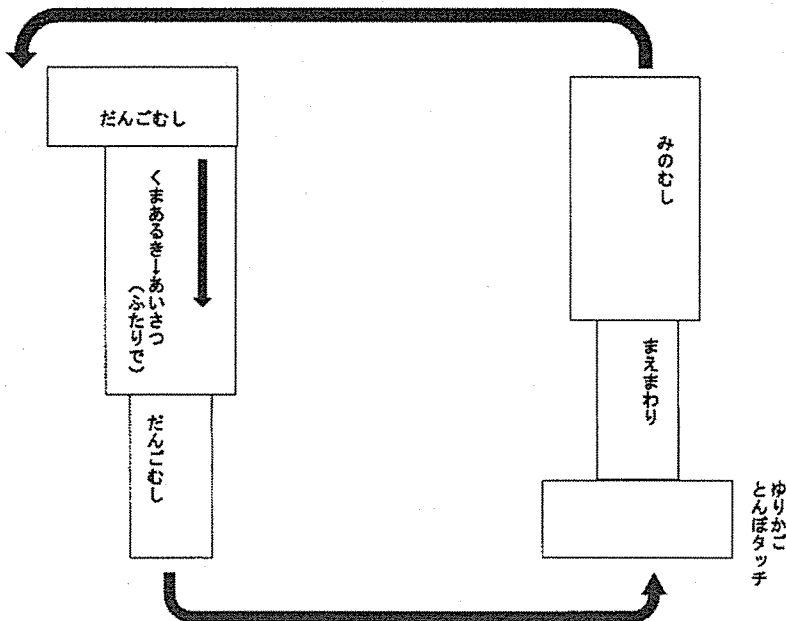 だんごむし
くまあるき→あいさつ
(ふたりで)
だんごむし
ゆりかご
とんぼタッチ
まえまわり
みのむし